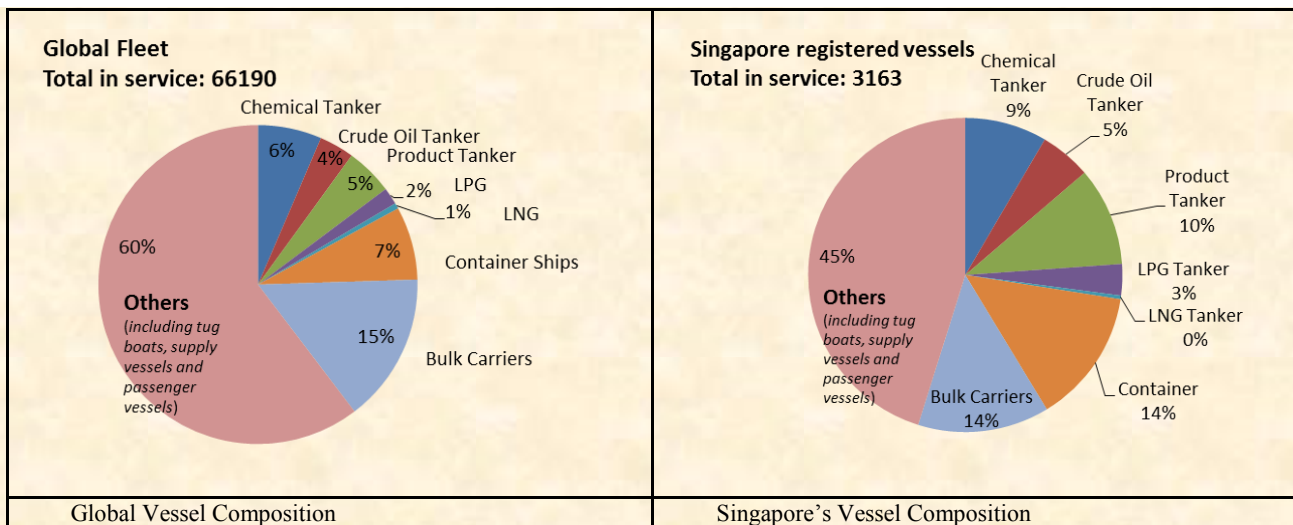 Global Fleet
Total in service: 66190
Chemical Tanker
6%
Crude Oil Tanker
4%
Product Tanker
5%
2%
LPG
1%
LNG
7%
Container Ships
60%
Others
(including tug
boats, supply
vessels and
passenger
vessels)
15%
Bulk Carriers
Global Vessel Composition
Singapore registered vessels
Total in service: 3163
Chemical
Tanker
9%
Crude Oil
Tanker
5%
Product
Tanker
10%
LPG Tanker
3%
LNG Tanker
0%
45%
Others
(including tug
boats, supply
vessels and
passenger
vessels)
Bulk Carriers
14%
Container
14%
Singapore's Vessel Composition